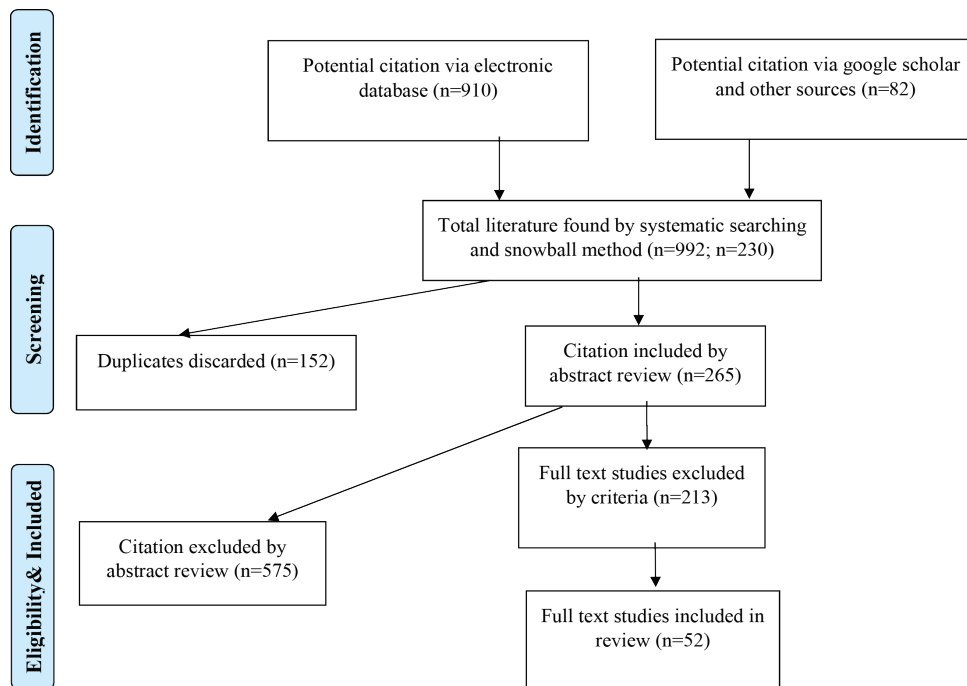 Identification
Potential citation via electronic
database (n=910)
Potential citation via google scholar
and other sources (n=82)
Total literature found by systematic searching
and snowball method (n=992; n=230)
Screening
Duplicates discarded (n=152)
Citation included by
abstract review (n=265)
Full text studies excluded
by criteria (n=213)
Eligibility& Included
Citation excluded by
abstract review (n=575)
Full text studies included in
review (n=52)